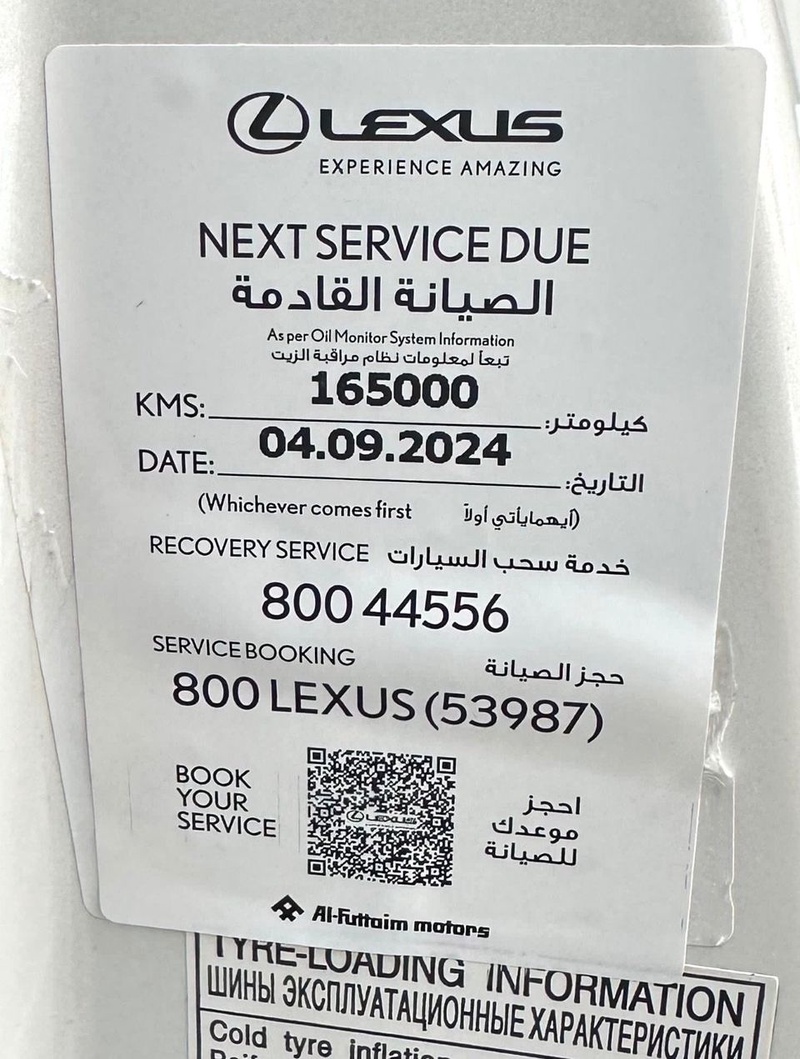 LEXUS
EXPERIENCE AMAZING
NEXT SERVICE DUE
الصيانة القادمة
As per Oil Monitor System Information
تبعاً لمعلومات نظام مراقبة الزيت
KMS: 165000 كيلومتر:
DATE: 04.09.2024 التاريخ:
(Whichever comes first أيهمايأتي أولاً)
RECOVERY SERVICE خدمة سحب السيارات
800 44556
SERVICE BOOKING حجز الصيانة
800 LEXUS (53987)
BOOK
YOUR
SERVICE
LEXUS
احجز
موعدك
للصيانة
Al-Futtaim motors
TYRE-LOADING INFORMATION
ШИНЫ ЭКСПЛУАТАЦИОННЫЕ ХАРАКТЕРИСТИКИ
Cold tyre